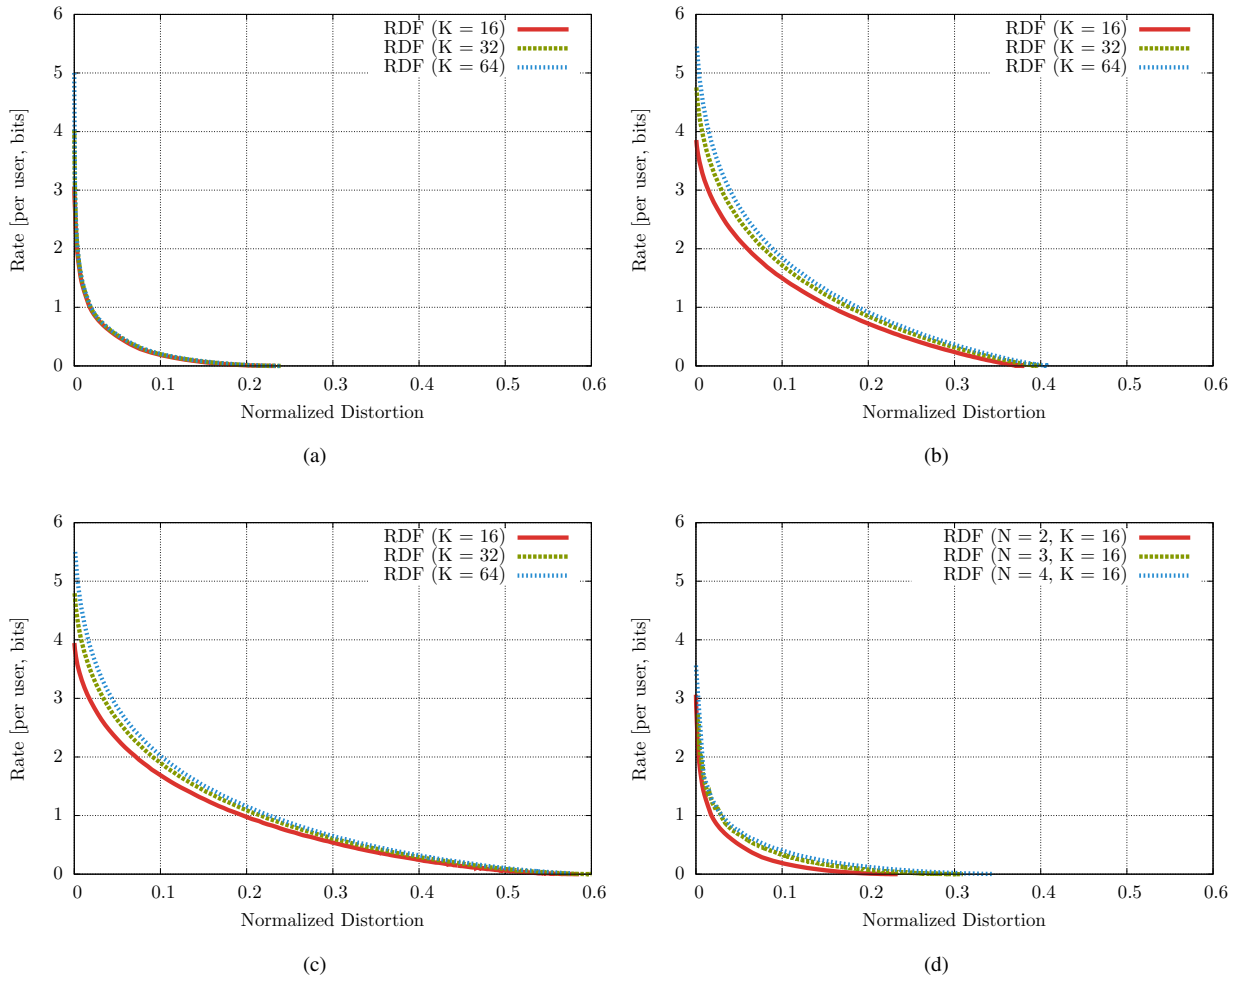 6
5
4
3
2
1
0
0
0.1
0.2
0.3
0.4
0.5
0.6
Rate [per user, bits]
Normalized Distortion
RDF (K = 16)
RDF (K = 32)
RDF (K = 64)
(a)
6
5
4
3
2
1
0
0
0.1
0.2
0.3
0.4
0.5
0.6
Rate [per user, bits]
Normalized Distortion
RDF (K = 16)
RDF (K = 32)
RDF (K = 64)
(b)
6
5
4
3
2
1
0
0
0.1
0.2
0.3
0.4
0.5
0.6
Rate [per user, bits]
Normalized Distortion
RDF (K = 16)
RDF (K = 32)
RDF (K = 64)
(c)
6
5
4
3
2
1
0
0
0.1
0.2
0.3
0.4
0.5
0.6
Rate [per user, bits]
Normalized Distortion
RDF (N = 2, K = 16)
RDF (N = 3, K = 16)
RDF (N = 4, K = 16)
(d)